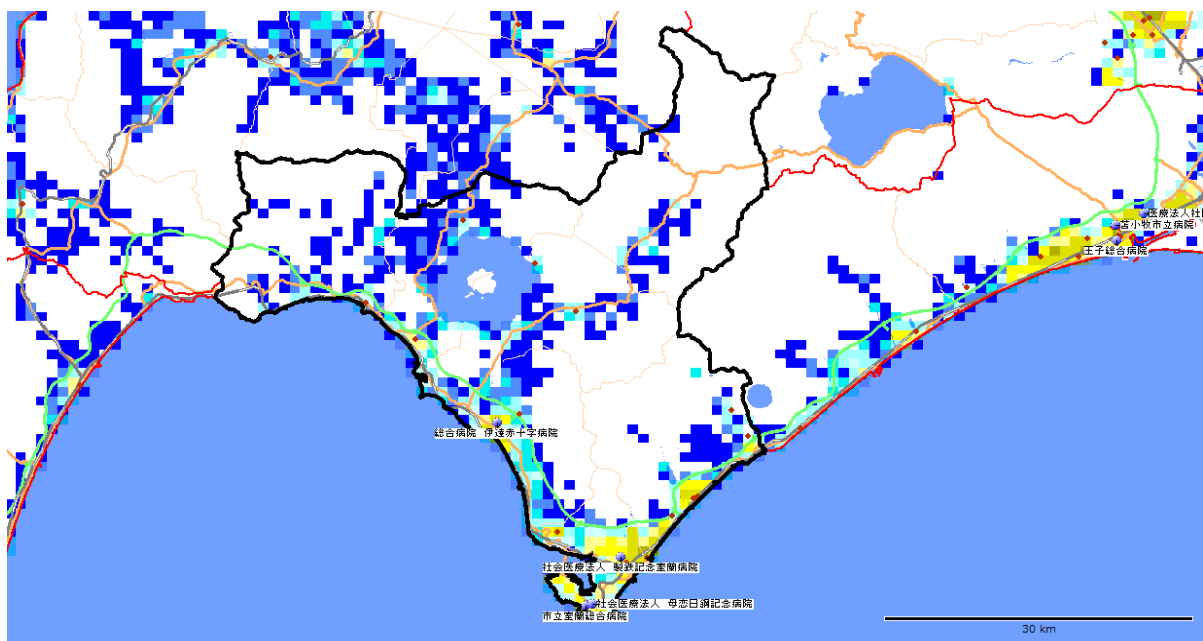 医療法人社団
苫小牧市立病院
王子総合病院
総合病院 伊達赤十字病院
社会医療法人 製鉄記念室蘭病院
社会医療法人 母恋日鋼記念病院
市立室蘭総合病院
30 km